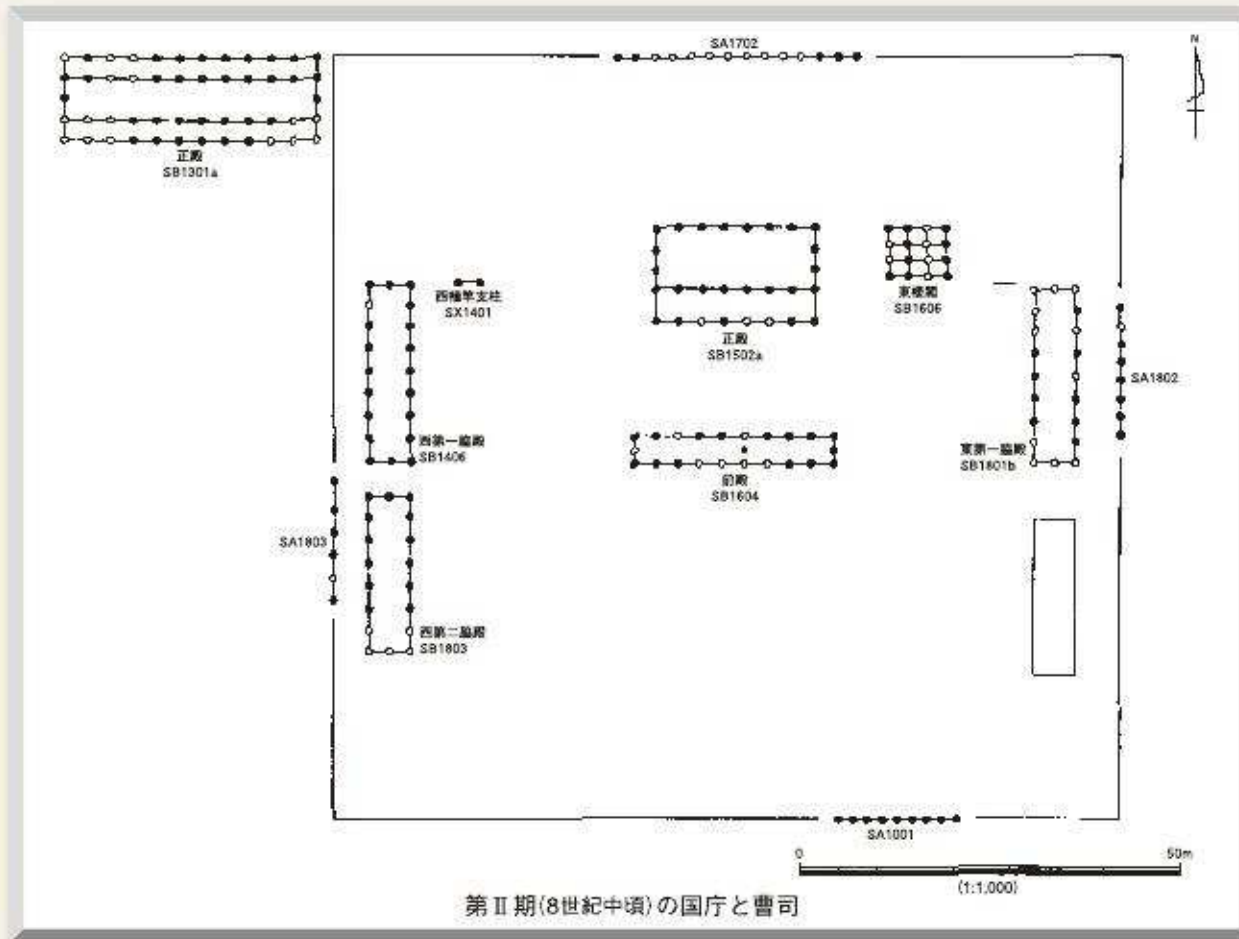 SA1702
N
正殿
SB1301a
西幢竿支柱
SX1401
正殿
SB1502a
東楼閣
SB1606
SA1802
西第一脇殿
SB1406
前殿
SB1604
東第一脇殿
SB1801b
SA1803
西第二脇殿
SB1803
SA1001
0
50m
(1:1,000)
第Ⅱ期(8世紀中頃)の国庁と曹司